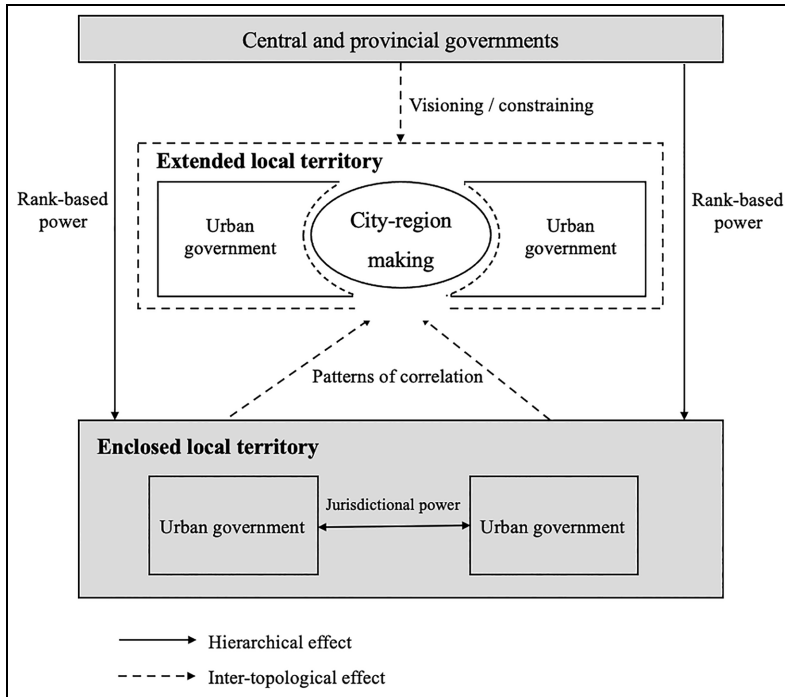 Central and provincial governments
Visioning / constraining
Extended local territory
Rank-based
power
Urban
government
City-region
making
Urban
government
Rank-based
power
Patterns of correlation
Enclosed local territory
Urban government
Jurisdictional power
Urban government
Hierarchical effect
Inter-topological effect